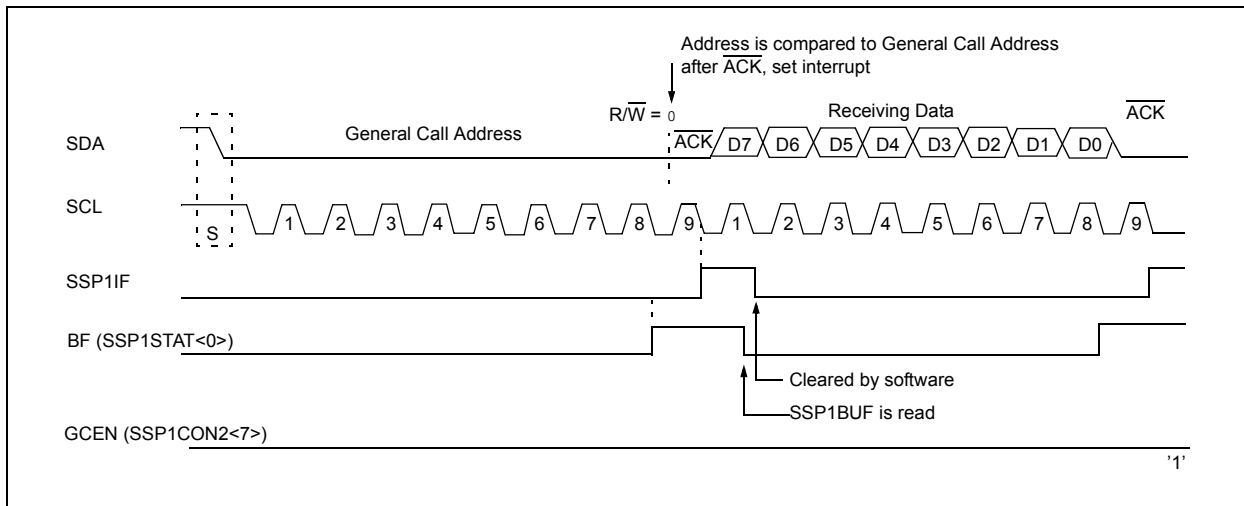 Address is compared to General Call Address
after ACK, set interrupt
R/W = 0
General Call Address
Receiving Data
ACK
SDA
ACK D7 D6 D5 D4 D3 D2 D1 D0
SCL
S 1 2 3 4 5 6 7 8 9 1 2 3 4 5 6 7 8 9
SSP1IF
BF (SSP1STAT<0>)
Cleared by software
SSP1BUF is read
GCEN (SSP1CON2<7>)
'1'